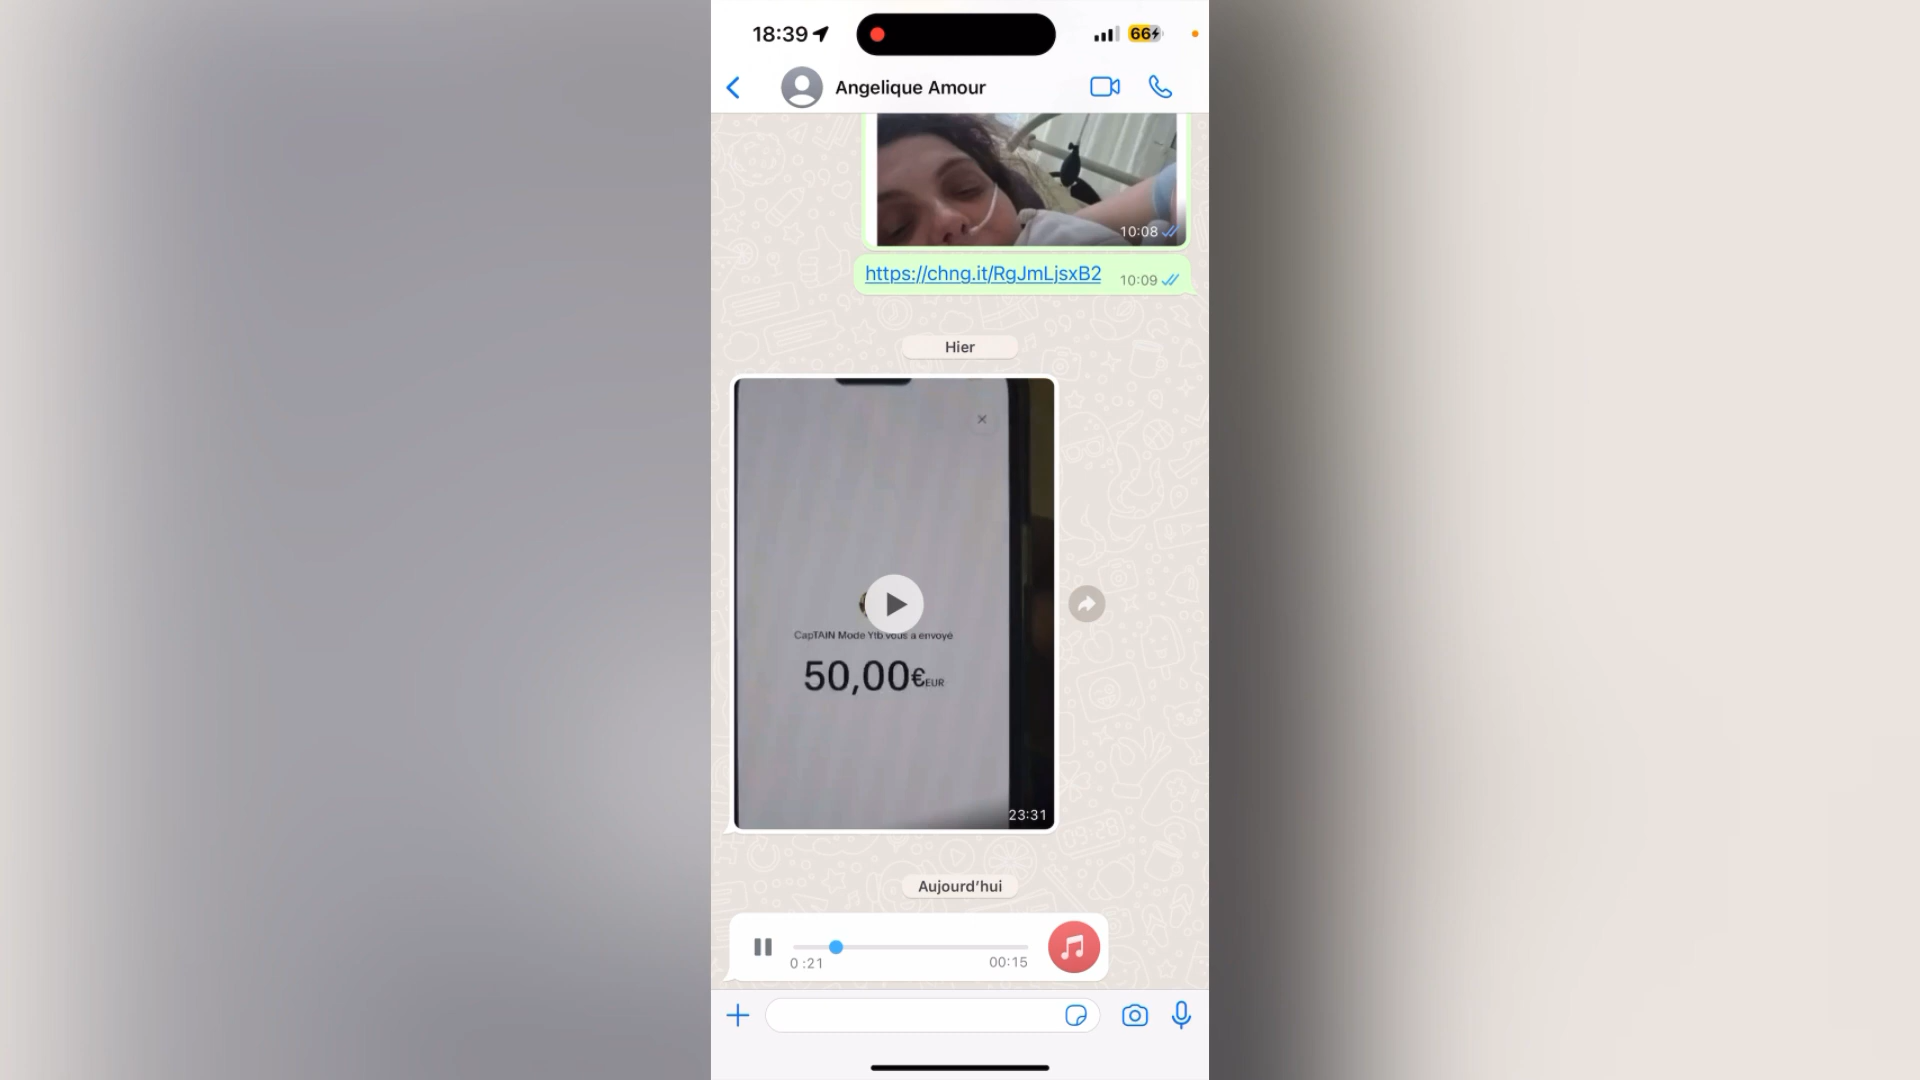 18:39
66
Angelique Amour
10:08
https://chng.it/RgJmLjsxB2
10:09
Hier
CapTAIN Mode Ytb vous a envoyé
50,00€EUR
23:31
Aujourd'hui
0 :21
00:15